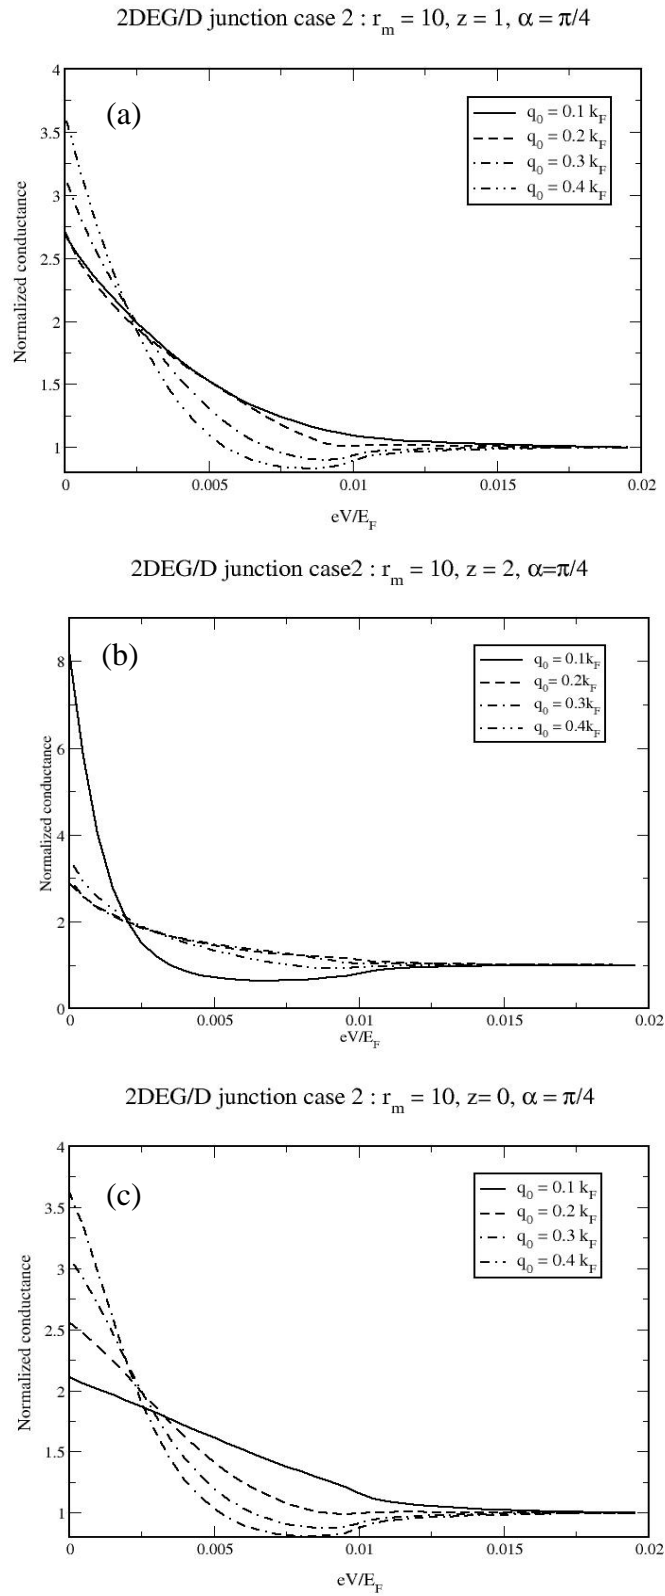 2DEG/D junction case 2 : r_m = 10, z = 1, α = π/4
(a)
q_0 = 0.1 k_F
q_0 = 0.2 k_F
q_0 = 0.3 k_F
q_0 = 0.4 k_F
Normalized conductance
4
3.5
3
2.5
2
1.5
1
0 0.005 0.01 0.015 0.02
eV/E_F
2DEG/D junction case2 : r_m = 10, z = 2, α=π/4
(b)
q_0 = 0.1k_F
q_0 = 0.2k_F
q_0 = 0.3k_F
q_0 = 0.4k_F
Normalized conductance
8
6
4
2
0
0 0.005 0.01 0.015 0.02
eV/E_F
2DEG/D junction case 2 : r_m = 10, z= 0, α = π/4
(c)
q_0 = 0.1 k_F
q_0 = 0.2 k_F
q_0 = 0.3 k_F
q_0 = 0.4 k_F
Normalized conductance
4
3.5
3
2.5
2
1.5
1
0 0.005 0.01 0.015 0.02
eV/E_F